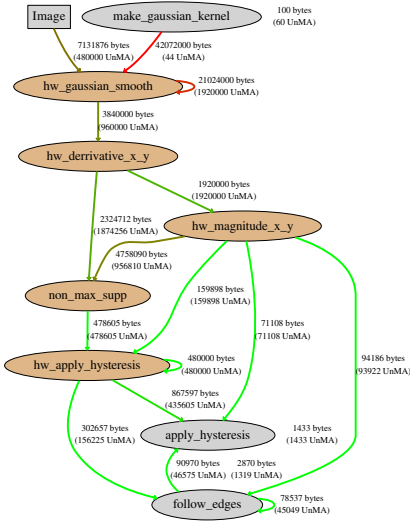 Image
make_gaussian_kernel
100 bytes
(60 UnMA)
7131876 bytes
(480000 UnMA)
42072000 bytes
(44 UnMA)
hw_gaussian_smooth
21024000 bytes
(1920000 UnMA)
3840000 bytes
(960000 UnMA)
hw_derrivative_x_y
1920000 bytes
(1920000 UnMA)
2324712 bytes
(1874256 UnMA)
hw_magnitude_x_y
4758090 bytes
(956810 UnMA)
non_max_supp
159898 bytes
(159898 UnMA)
478605 bytes
(478605 UnMA)
71108 bytes
(71108 UnMA)
hw_apply_hysteresis
480000 bytes
(480000 UnMA)
94186 bytes
(93922 UnMA)
867597 bytes
(435605 UnMA)
302657 bytes
(156225 UnMA)
apply_hysteresis
1433 bytes
(1433 UnMA)
90970 bytes
(46575 UnMA)
2870 bytes
(1319 UnMA)
follow_edges
78537 bytes
(45049 UnMA)